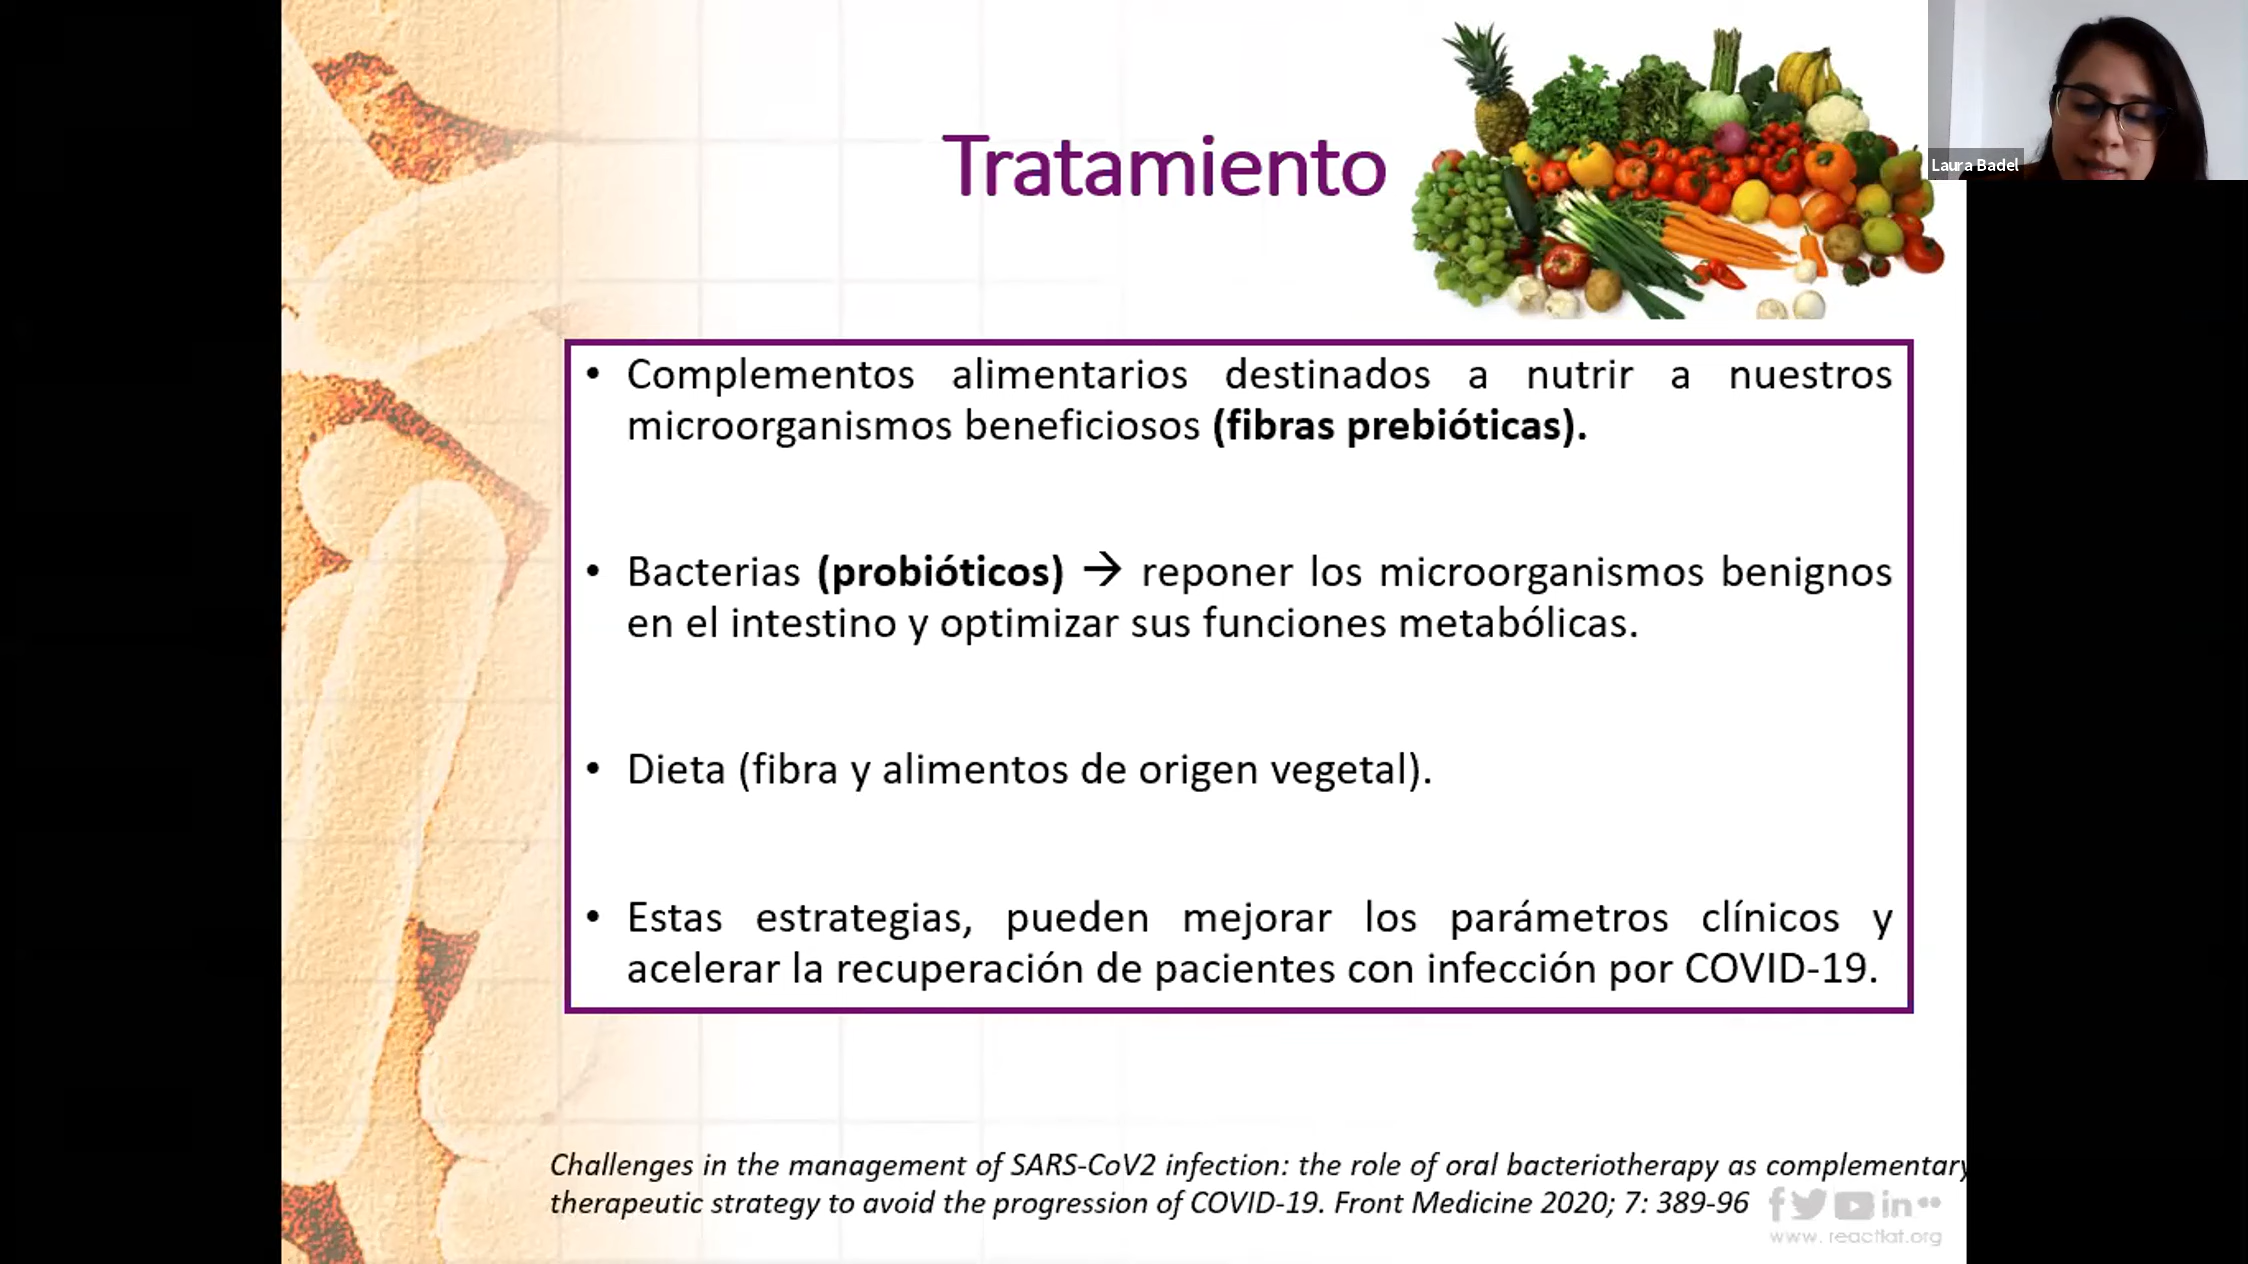 Tratamiento
Laura Badel
• Complementos alimentarios destinados a nutrir a nuestros
microorganismos beneficiosos (fibras prebióticas).
• Bacterias (probióticos) → reponer los microorganismos benignos
en el intestino y optimizar sus funciones metabólicas.
• Dieta (fibra y alimentos de origen vegetal).
• Estas estrategias, pueden mejorar los parámetros clínicos y
acelerar la recuperación de pacientes con infección por COVID-19.
Challenges in the management of SARS-CoV2 infection: the role of oral bacteriotherapy as complementary
therapeutic strategy to avoid the progression of COVID-19. Front Medicine 2020; 7: 389-96
www.reactlat.org